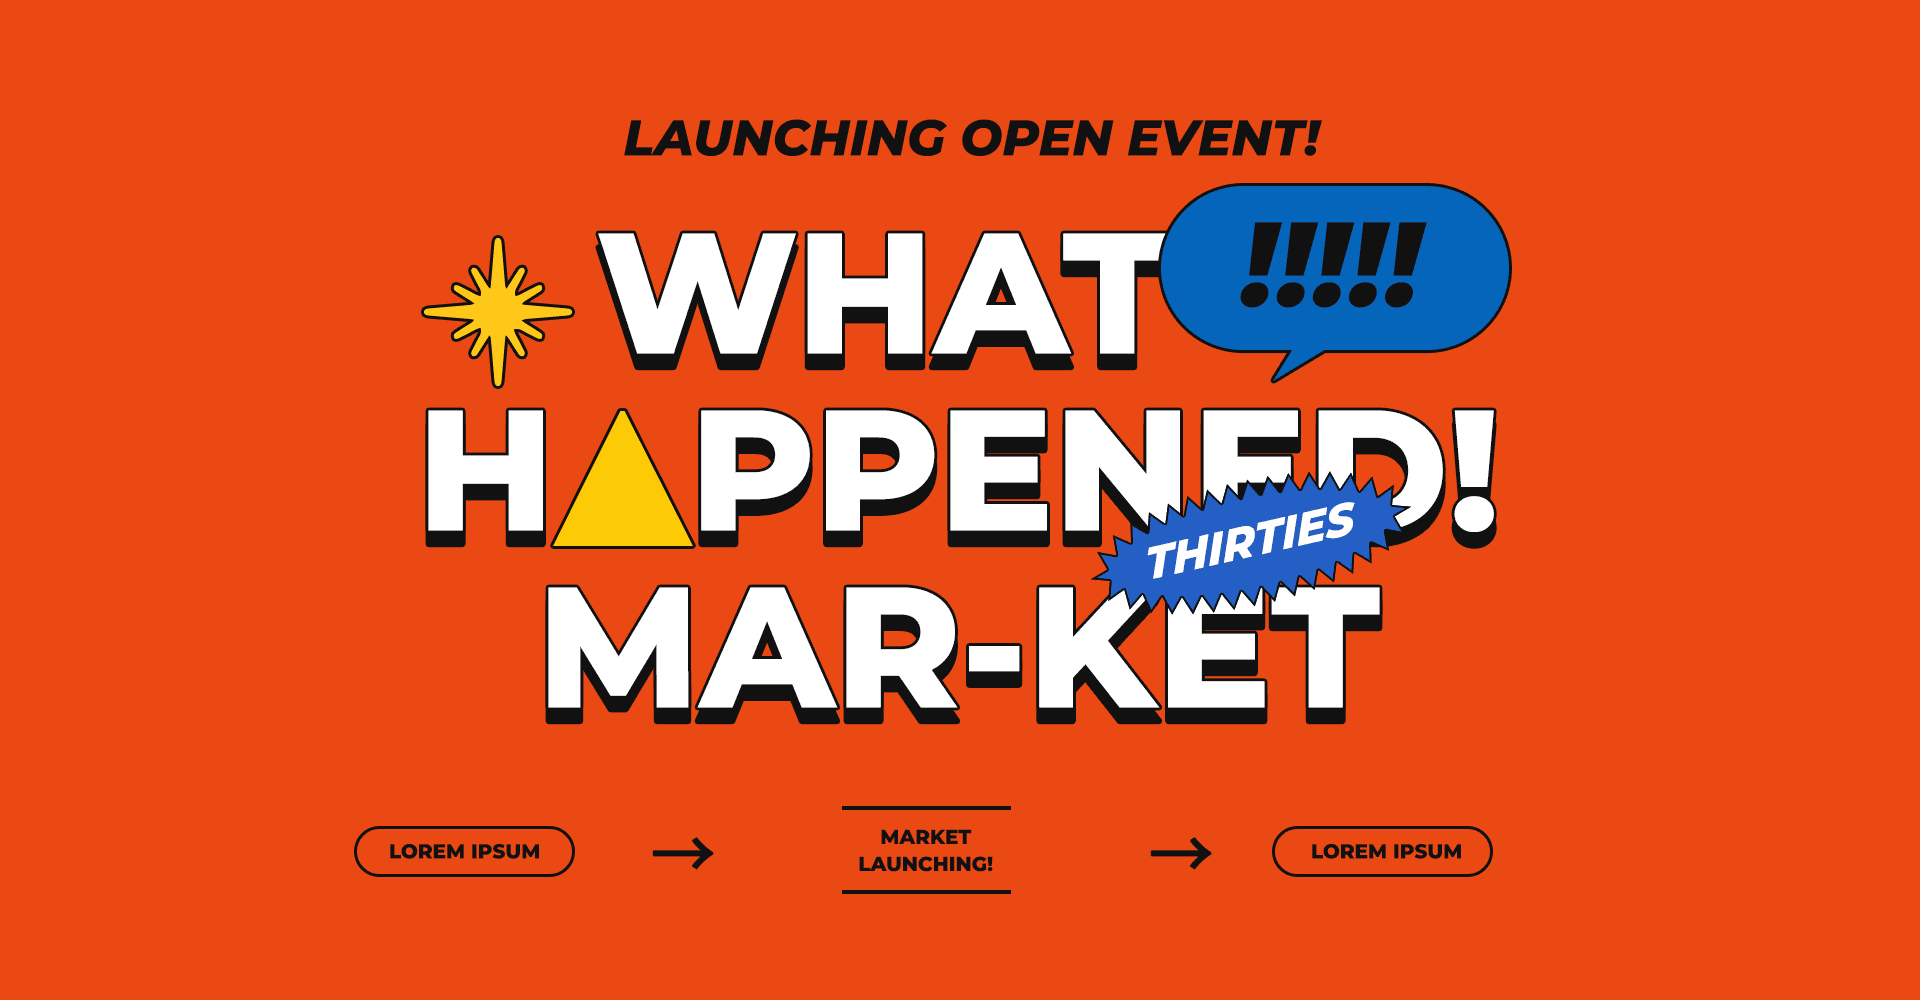 LAUNCHING OPEN EVENT!
WHAT
!!!!!
HAPPENED!
THIRTIES
MAR-KET
LOREM IPSUM
MARKET
LAUNCHING!
LOREM IPSUM